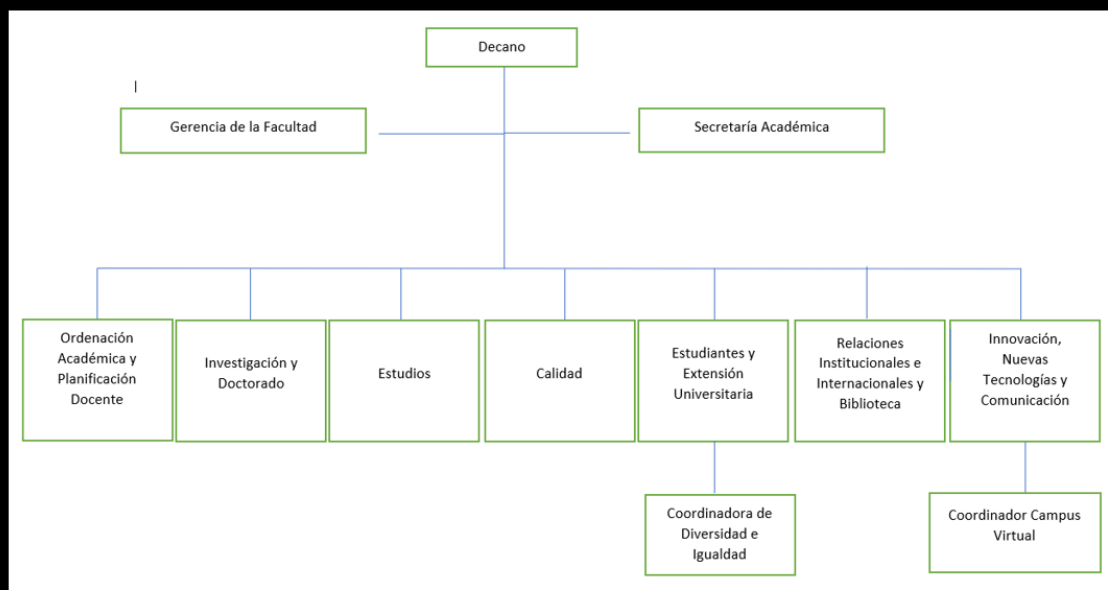 Decano
Gerencia de la Facultad
Secretaría Académica
Ordenación
Académica y
Planificación
Docente
Investigación y
Doctorado
Estudios
Calidad
Estudiantes y
Extensión
Universitaria
Relaciones
Institucionales e
Internacionales y
Biblioteca
Innovación,
Nuevas
Tecnologías y
Comunicación
Coordinadora de
Diversidad e
Igualdad
Coordinador Campus
Virtual